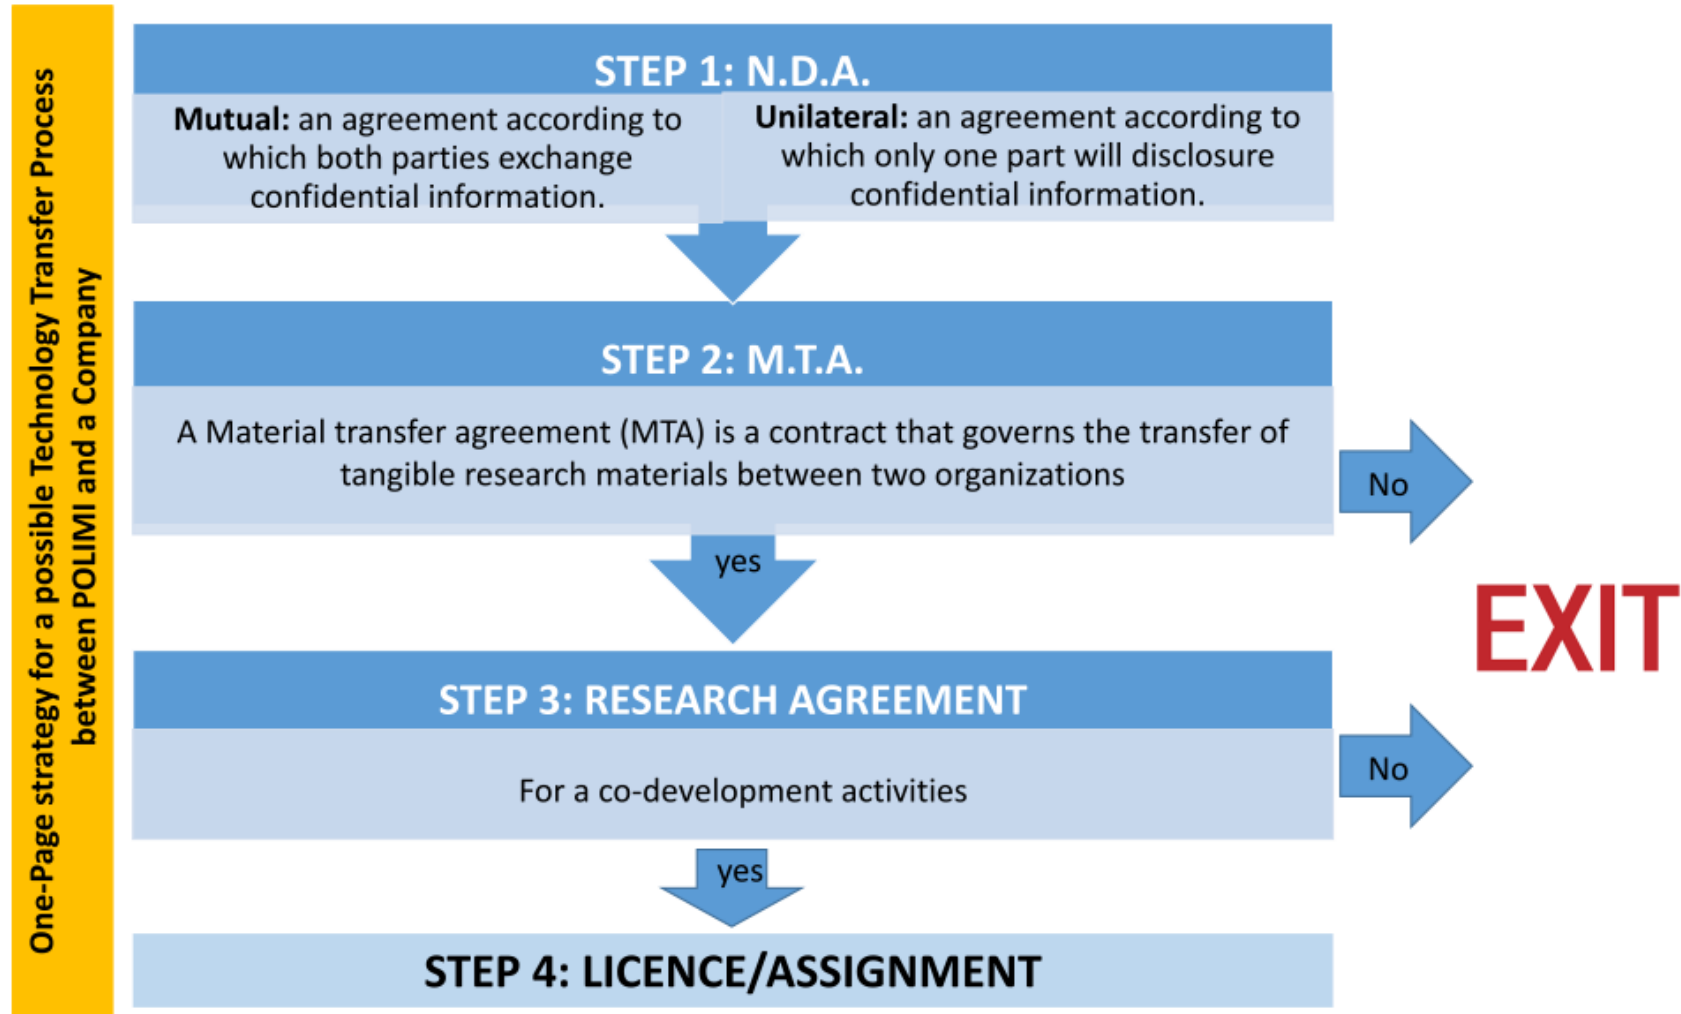 One-Page strategy for a possible Technology Transfer Process
between POLIMI and a Company
STEP 1: N.D.A.
Mutual: an agreement according to
which both parties exchange
confidential information.
Unilateral: an agreement according to
which only one part will disclosure
confidential information.
STEP 2: M.T.A.
A Material transfer agreement (MTA) is a contract that governs the transfer of
tangible research materials between two organizations
No
yes
EXIT
STEP 3: RESEARCH AGREEMENT
For a co-development activities
No
yes
STEP 4: LICENCE/ASSIGNMENT